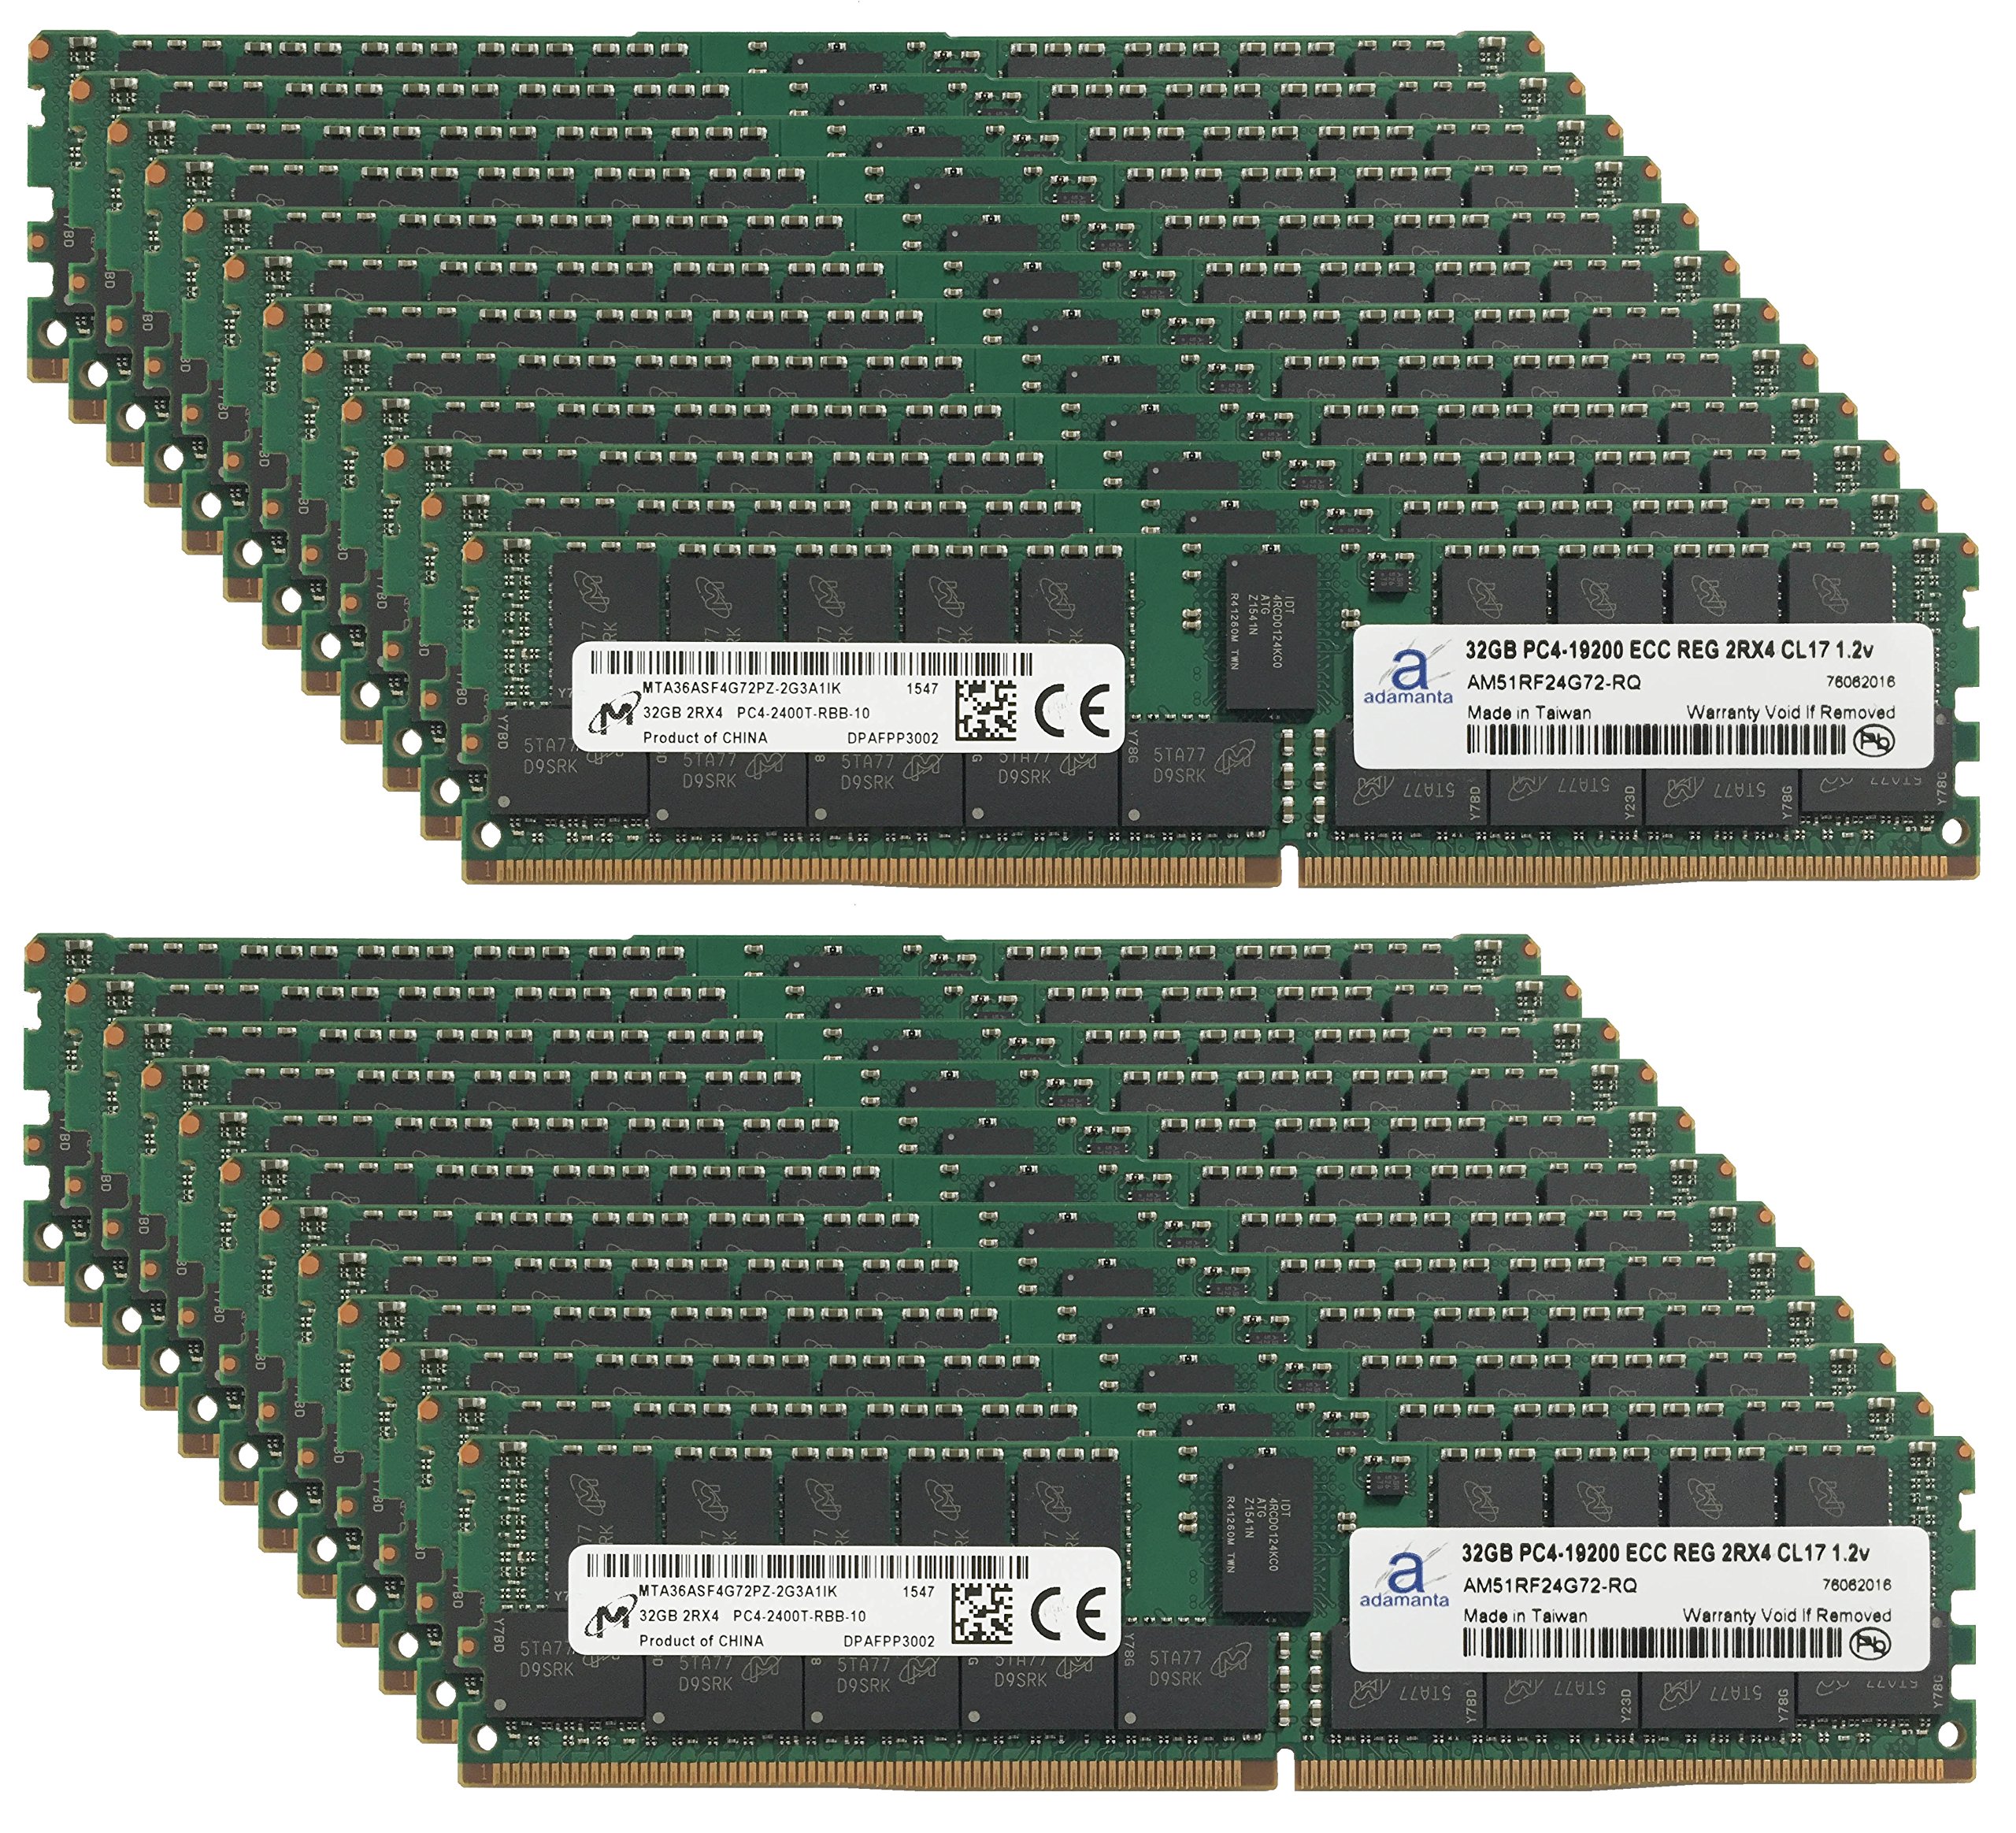 MTA36ASF4G72PZ-2G3A1IK 1547
32GB 2RX4 PC4-2400T-RBB-10
Product of CHINA DPAFPP3002
IDT
4RCD0124KC0
ATG
Z1541N
R41260M TWN
adamanta
32GB PC4-19200 ECC REG 2RX4 CL17 1.2v
AM51RF24G72-RQ 76062016
Made in Taiwan Warranty Void If Removed
Pb
Y7BD
5TA77
D9SRK
5TA77
D9SRK
5TA77
D9SRK
5TA77
D9SRK
Y78G
5TA77
D9SRK
5TA77
Y78D
5TA77
Y23D
5TA77
Y78G
5TA77
Y78G
MTA36ASF4G72PZ-2G3A1IK 1547
32GB 2RX4 PC4-2400T-RBB-10
Product of CHINA DPAFPP3002
IDT
4RCD0124KC0
ATG
Z1541N
R41260M TWN
adamanta
32GB PC4-19200 ECC REG 2RX4 CL17 1.2v
AM51RF24G72-RQ 76062016
Made in Taiwan Warranty Void If Removed
Pb
Y7BD
5TA77
D9SRK
5TA77
D9SRK
5TA77
D9SRK
5TA77
D9SRK
Y78G
5TA77
D9SRK
5TA77
Y78D
5TA77
Y23D
5TA77
Y78G
5TA77
Y78G